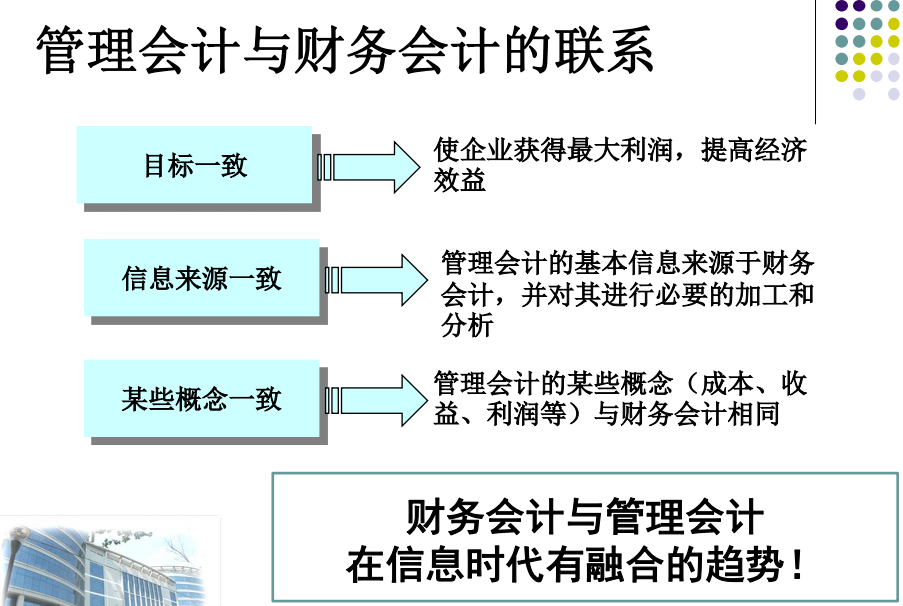 管理会计与财务会计的联系
目标一致
使企业获得最大利润，提高经济
效益
信息来源一致
管理会计的基本信息来源于财务
会计，并对其进行必要的加工和
分析
某些概念一致
管理会计的某些概念（成本、收
益、利润等）与财务会计相同
财务会计与管理会计
在信息时代有融合的趋势！